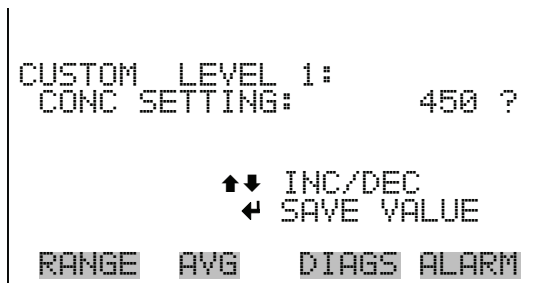 CUSTOM LEVEL 1:
CONC SETTING: 450 ?
↑↓ INC/DEC
↵ SAVE VALUE
RANGE AVG DIAGS ALARM